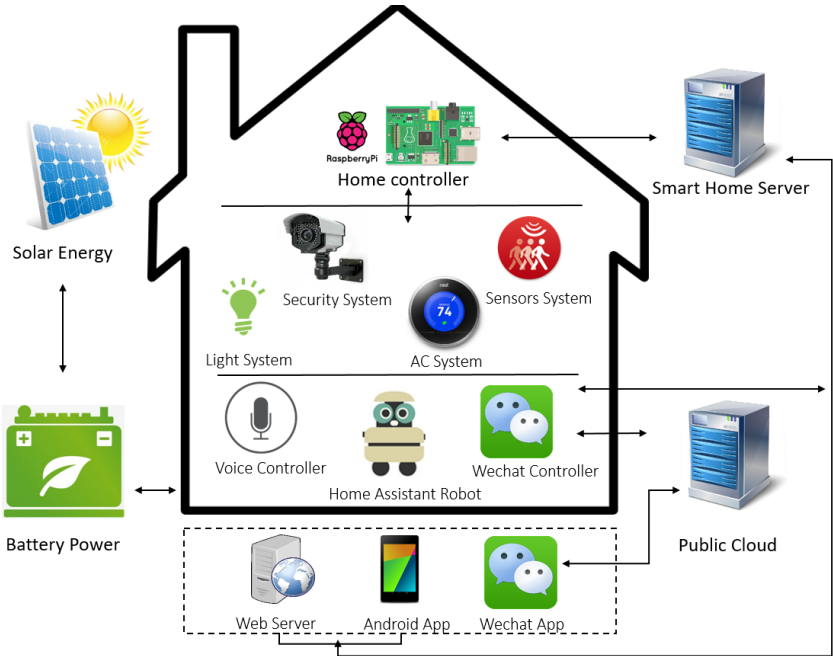 RaspberryPi
Home controller
Smart Home Server
Solar Energy
Security System
Sensors System
nest
74
Light System
AC System
Voice Controller
Home Assistant Robot
Wechat Controller
Battery Power
Public Cloud
Web Server
Android App
Wechat App